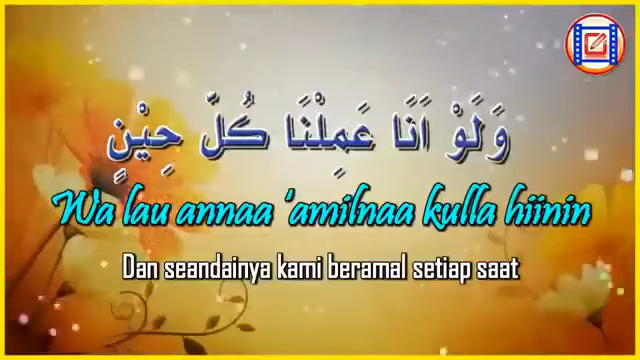 وَلَوْ اَنَا عَمِلْنَا كُلَّ حِيْنٍ
Wa lau annaa 'amilnaa kulla hiinin
Dan seandainya kami beramal setiap saat